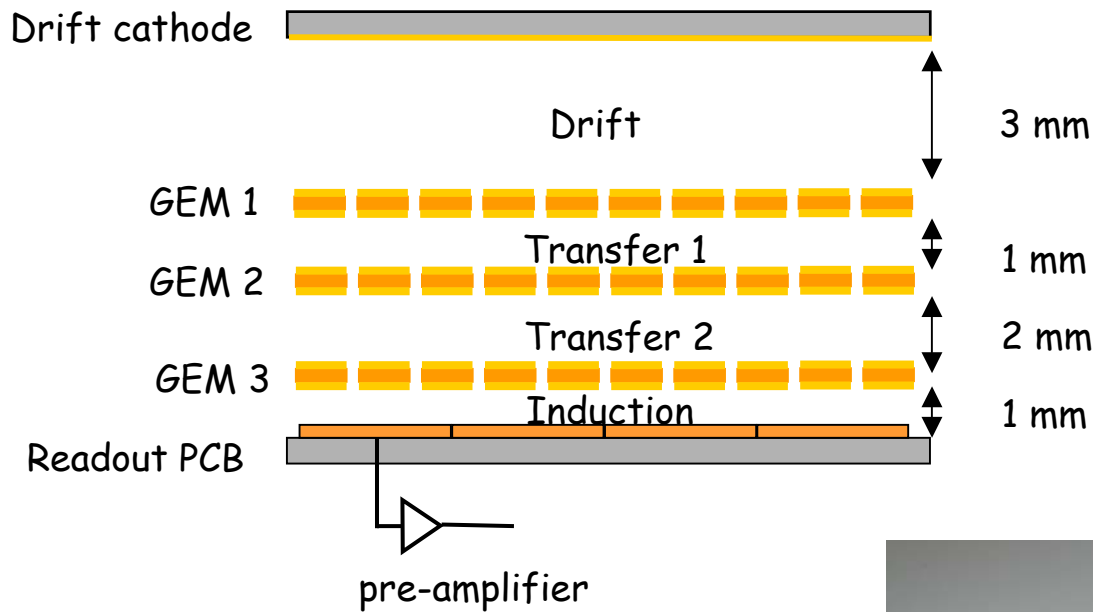 Drift cathode
Drift
3 mm
GEM 1
Transfer 1
1 mm
GEM 2
Transfer 2
2 mm
GEM 3
Induction
1 mm
Readout PCB
pre-amplifier